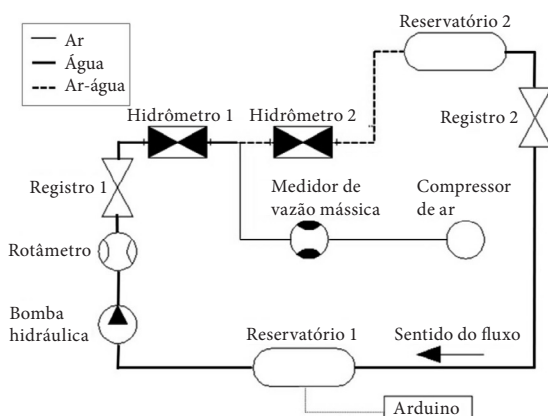 Ar
Água
Ar-água
Reservatório 2
Hidrômetro 1
Hidrômetro 2
Registro 2
Registro 1
Medidor de
vazão mássica
Compressor
de ar
Rotâmetro
Bomba
hidráulica
Reservatório 1
Sentido do fluxo
Arduino